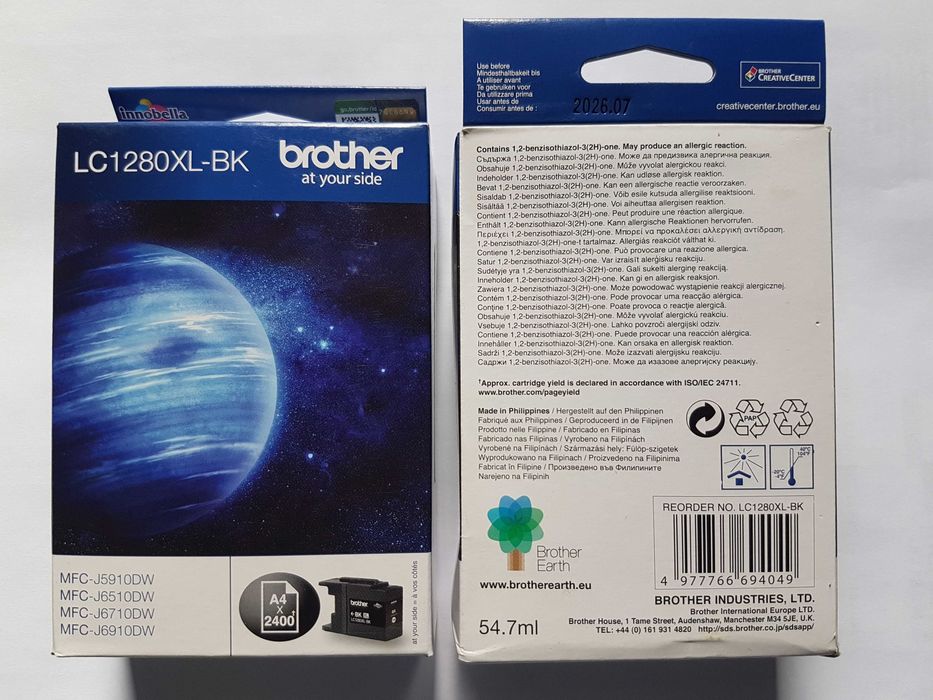 innobella
LC1280XL-BK
brother
at your side
MFC-J5910DW
MFC-J6510DW
MFC-J6710DW
MFC-J6910DW
A4
x
2400
brother
BK
LC1280XL-BK
at your side = à vos côtés
Use before
Mindesthaltbarkeit bis
A utiliser avant
Te gebruiken voor
Da utilizzare prima
Usar antes de
Consumir antes de :
2026.07
BROTHER
CREATIVECENTER
creativecenter.brother.eu
Contains 1,2-benzisothiazol-3(2H)-one. May produce an allergic reaction.
Съдържа 1,2-benzisothiazol-3(2H)-one. Може да предизвика алергична реакция.
Obsahuje 1,2-benzisothiazol-3(2H)-one. Může vyvolat alergickou reakci.
Indeholder 1,2-benzisothiazol-3(2H)-one. Kan udløse allergisk reaktion.
Bevat 1,2-benzisothiazol-3(2H)-one. Kan een allergische reactie veroorzaken.
Sisaldab 1,2-benzisothiazol-3(2H)-one. Võib esile kutsuda allergilise reaktsiooni.
Sisältää 1,2-benzisothiazol-3(2H)-one. Voi aiheuttaa allergisen reaktion.
Contient 1,2-benzisothiazol-3(2H)-one. Peut produire une réaction allergique.
Enthält 1,2-benzisothiazol-3(2H)-one. Kann allergische Reaktionen hervorrufen.
Περιέχει 1,2-benzisothiazol-3(2H)-one. Μπορεί να προκαλέσει αλλεργική αντίδραση.
1,2-benzisothiazol-3(2H)-one-t tartalmaz. Allergiás reakciót válthat ki.
Contiene 1,2-benzisothiazol-3(2H)-one. Può provocare una reazione allergica.
Satur 1,2-benzisothiazol-3(2H)-one. Var izraisīt alerģisku reakciju.
Sudėtyje yra 1,2-benzisothiazol-3(2H)-one. Gali sukelti alerginę reakciją.
Inneholder 1,2-benzisothiazol-3(2H)-one. Kan gi en allergisk reaksjon.
Zawiera 1,2-benzisothiazol-3(2H)-one. Może powodować wystąpienie reakcji alergicznej.
Contém 1,2-benzisothiazol-3(2H)-one. Pode provocar uma reacção alérgica.
Conţine 1,2-benzisothiazol-3(2H)-one. Poate provoca o reacţie alergică.
Obsahuje 1,2-benzisothiazol-3(2H)-one. Môže vyvolať alergickú reakciu.
Vsebuje 1,2-benzisothiazol-3(2H)-one. Lahko povzroči alergijski odziv.
Contiene 1,2-benzisothiazol-3(2H)-one. Puede provocar una reacción alérgica.
Innehåller 1,2-benzisothiazol-3(2H)-one. Kan orsaka en allergisk reaktion.
Sadrži 1,2-benzisothiazol-3(2H)-one. Može izazvati alergijsku reakciju.
Садржи 1,2-benzisothiazol-3(2H)-one. Може да изазове алергијску реакцију.
†Approx. cartridge yield is declared in accordance with ISO/IEC 24711.
www.brother.com/pageyield
Made in Philippines / Hergestellt auf den Philippinen
Fabriqué aux Philippines / Geproduceerd in de Filipijnen
Prodotto nelle Filippine / Fabricado en Filipinas
Fabricado nas Filipinas / Vyrobeno na Filipínách
Vyrobené na Filipínach / Származási hely: Fülöp-szigetek
Wyprodukowano na Filipinach / Proizvedeno na Filipinima
Fabricat în Filipine / Произведено във Филипините
Narejeno na Filipinih
PAP
40°C
104°F
-20°C
-4°F
Brother
Earth
www.brotherearth.eu
54.7ml
REORDER NO. LC1280XL-BK
4 977766 694049
BROTHER INDUSTRIES, LTD.
Brother International Europe LTD.
Brother House, 1 Tame Street, Audenshaw, Manchester M34 5JE, U.K.
TEL: +44 (0) 161 931 4820 http://sds.brother.co.jp/sdsapp/